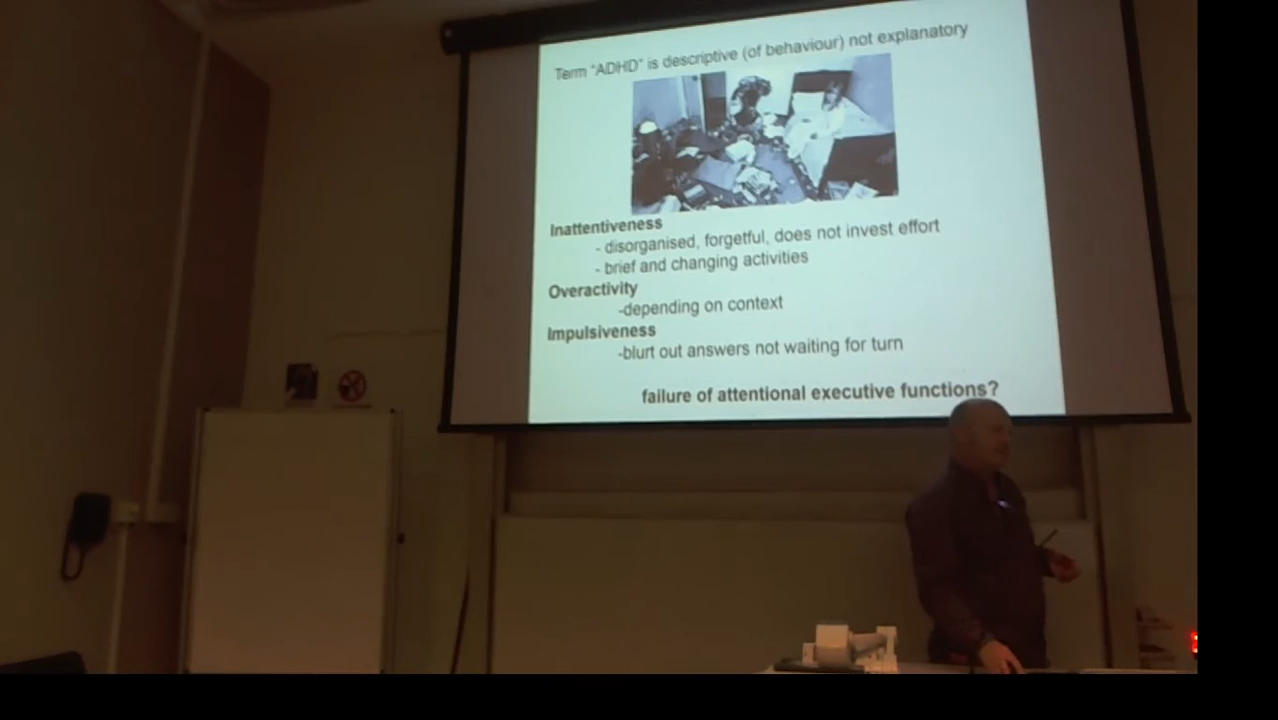 Term "ADHD" is descriptive (of behaviour) not explanatory
Inattentiveness
- disorganised, forgetful, does not invest effort
- brief and changing activities
Overactivity
-depending on context
Impulsiveness
-blurt out answers not waiting for turn
failure of attentional executive functions?